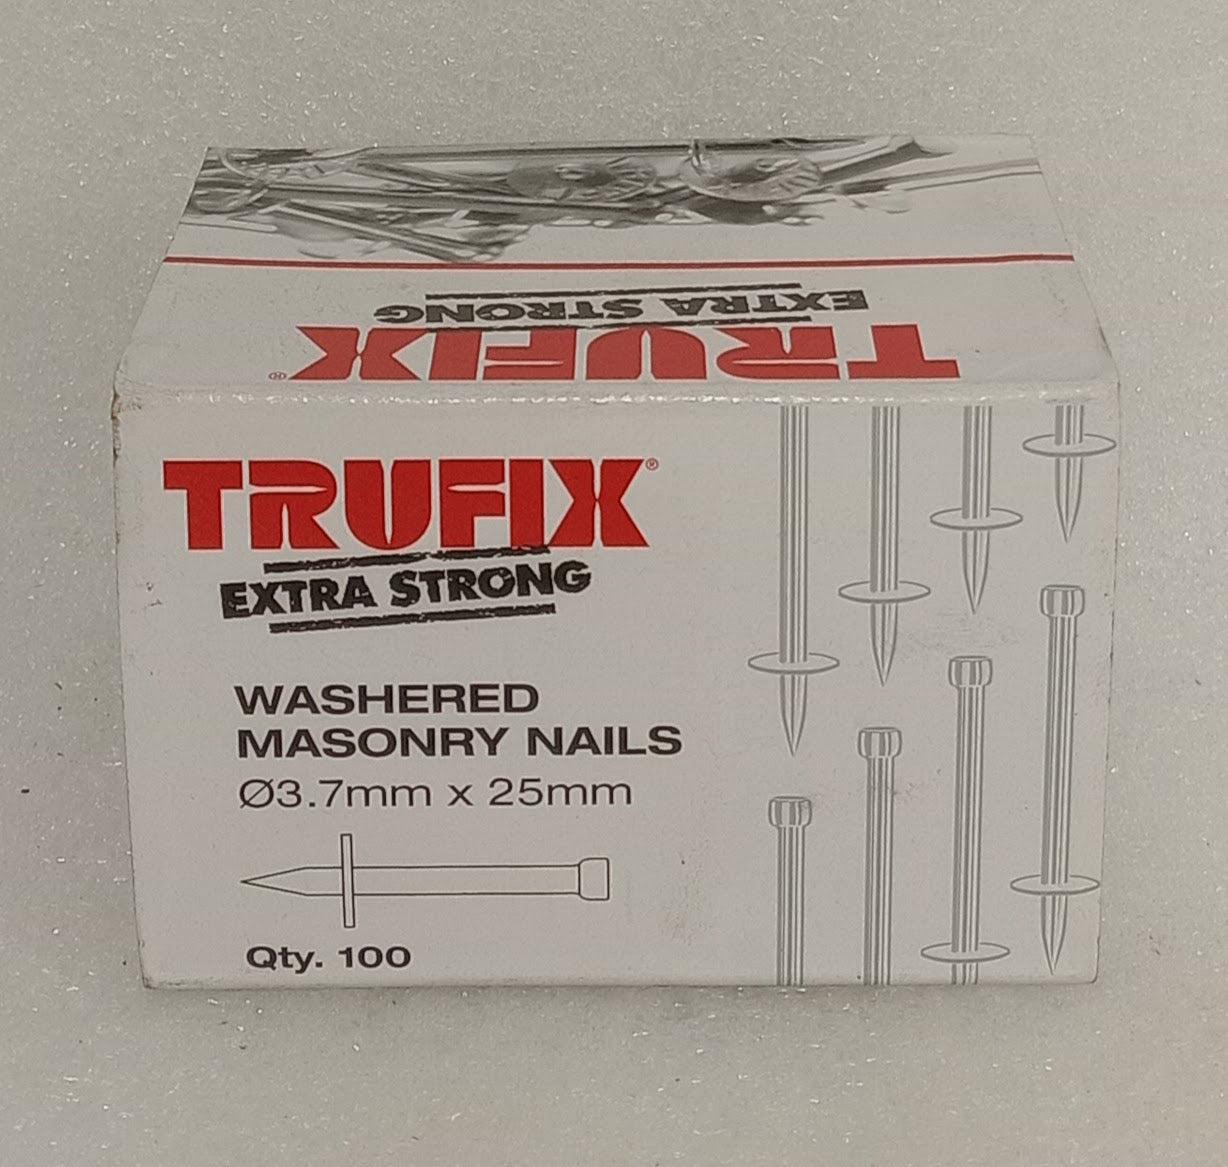 EXTRA STRONG
TRUFIX®
TRUFIX®
EXTRA STRONG
WASHERED
MASONRY NAILS
Ø3.7mm x 25mm
Qty. 100